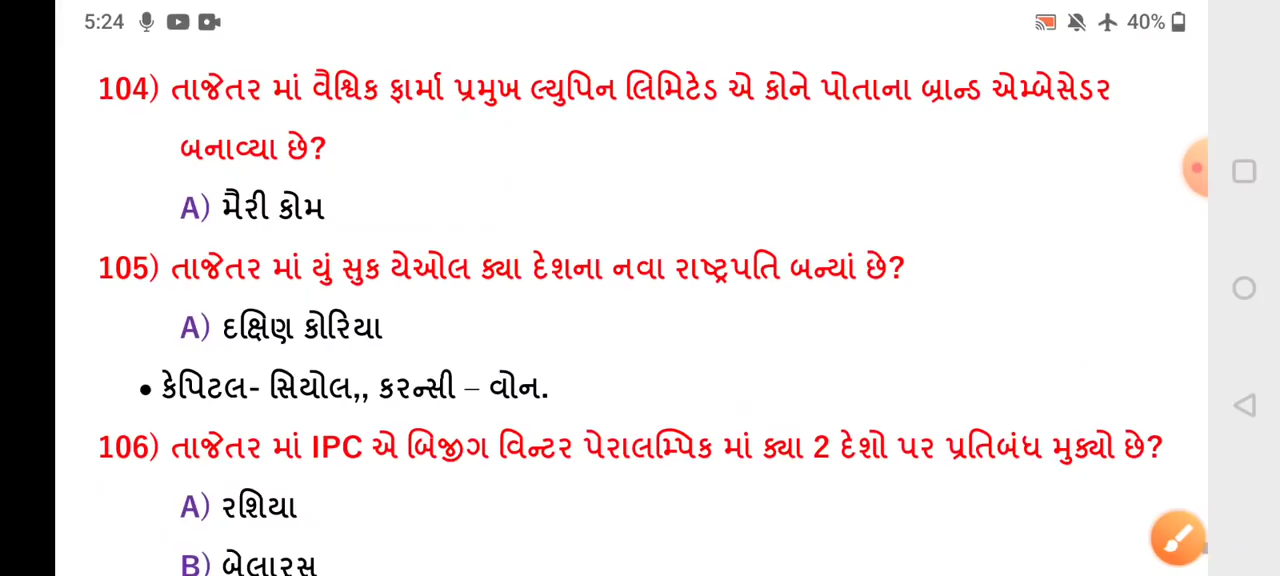 5:24
40%
104) તાજેતર માં વૈશ્વિક ફાર્મા પ્રમુખ લ્યુપિન લિમિટેડ એ કોને પોતાના બ્રાન્ડ એમ્બેસેડર
બનાવ્યા છે?
A) મૈરી કોમ
105) તાજેતર માં યું સુક યેઓલ ક્યા દેશના નવા રાષ્ટ્રપતિ બન્યાં છે?
A) દક્ષિણ કોરિયા
• કેપિટલ- સિયોલ,, કરન્સી – વોન.
106) તાજેતર માં IPC એ બિજીગ વિન્ટર પેરાલમ્પિક માં ક્યા 2 દેશો પર પ્રતિબંધ મુક્યો છે?
A) રશિયા
B) બેલારસ